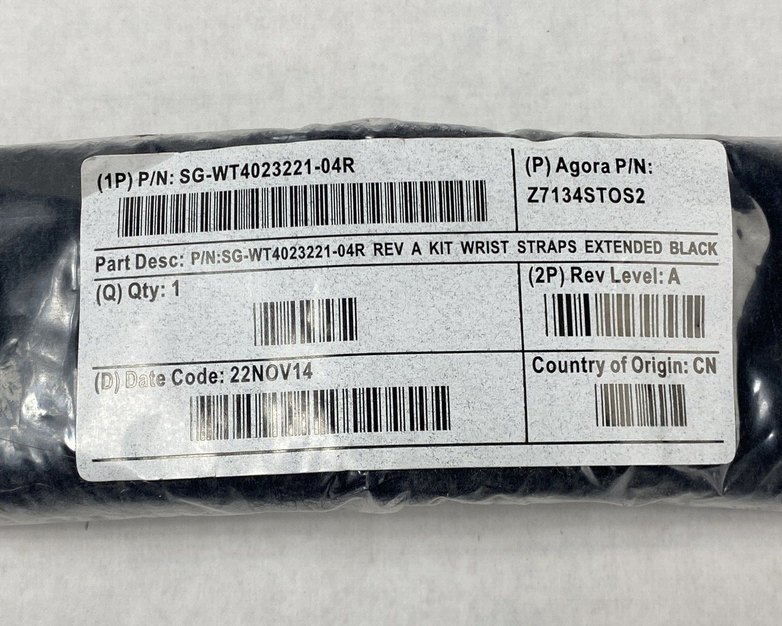 (1P) P/N: SG-WT4023221-04R
(P) Agora P/N:
Z7134STOS2
Part Desc: P/N:SG-WT4023221-04R REV A KIT WRIST STRAPS EXTENDED BLACK
(Q) Qty: 1
(2P) Rev Level: A
(D) Date Code: 22NOV14
Country of Origin: CN